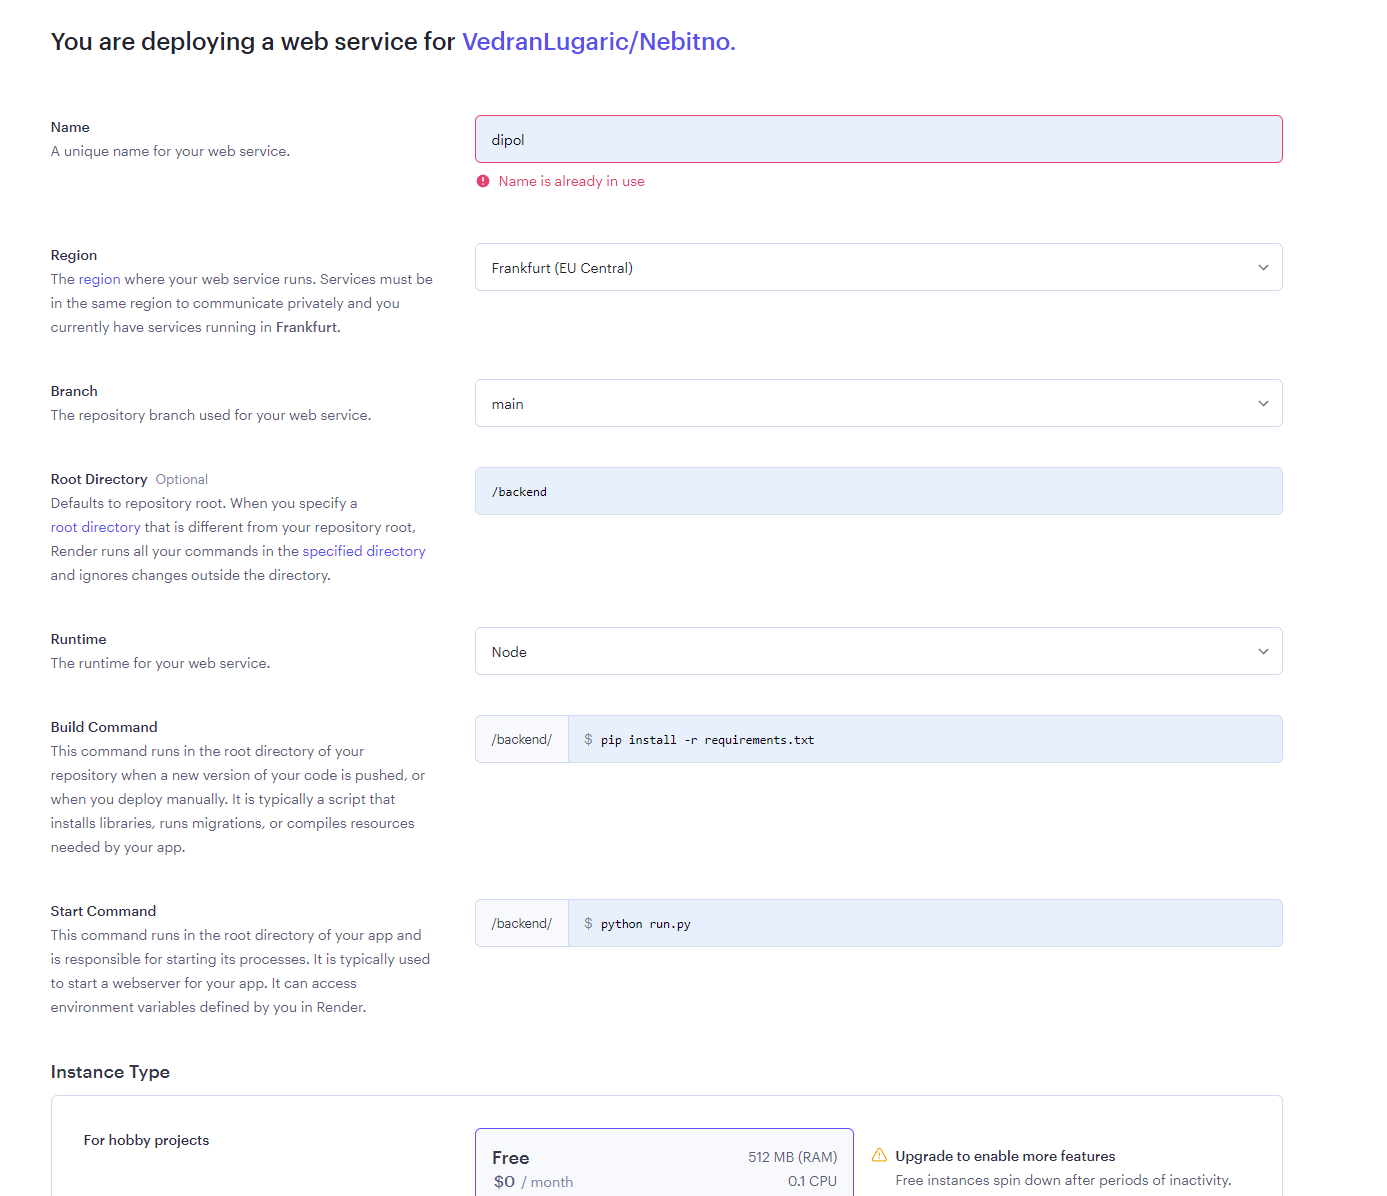 You are deploying a web service for VedranLugaric/Nebitno.
Name
A unique name for your web service.
dipol
Name is already in use
Region
The region where your web service runs. Services must be
in the same region to communicate privately and you
currently have services running in Frankfurt.
Frankfurt (EU Central)
Branch
The repository branch used for your web service.
main
Root Directory Optional
Defaults to repository root. When you specify a
root directory that is different from your repository root,
Render runs all your commands in the specified directory
and ignores changes outside the directory.
/backend
Runtime
The runtime for your web service.
Node
Build Command
This command runs in the root directory of your
repository when a new version of your code is pushed, or
when you deploy manually. It is typically a script that
installs libraries, runs migrations, or compiles resources
needed by your app.
/backend/ $ pip install -r requirements.txt
Start Command
This command runs in the root directory of your app and
is responsible for starting its processes. It is typically used
to start a webserver for your app. It can access
environment variables defined by you in Render.
/backend/ $ python run.py
Instance Type
For hobby projects
Free 512 MB (RAM)
$0 / month 0.1 CPU
Upgrade to enable more features
Free instances spin down after periods of inactivity.